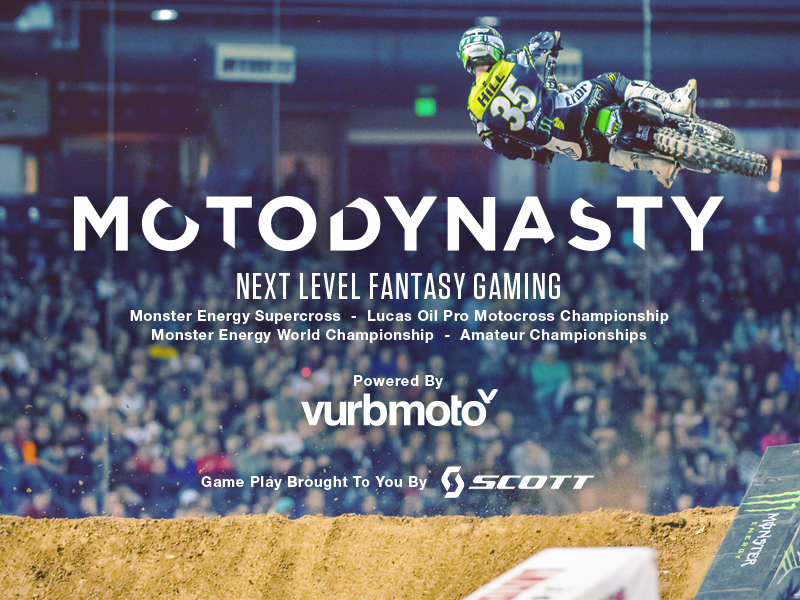 HILL
35
THOR
MOTODYNASTY
NEXT LEVEL FANTASY GAMING
Monster Energy Supercross - Lucas Oil Pro Motocross Championship
Monster Energy World Championship - Amateur Championships
Powered By
vurbmoto
Game Play Brought To You By SCOTT
MONSTER
ENERGY